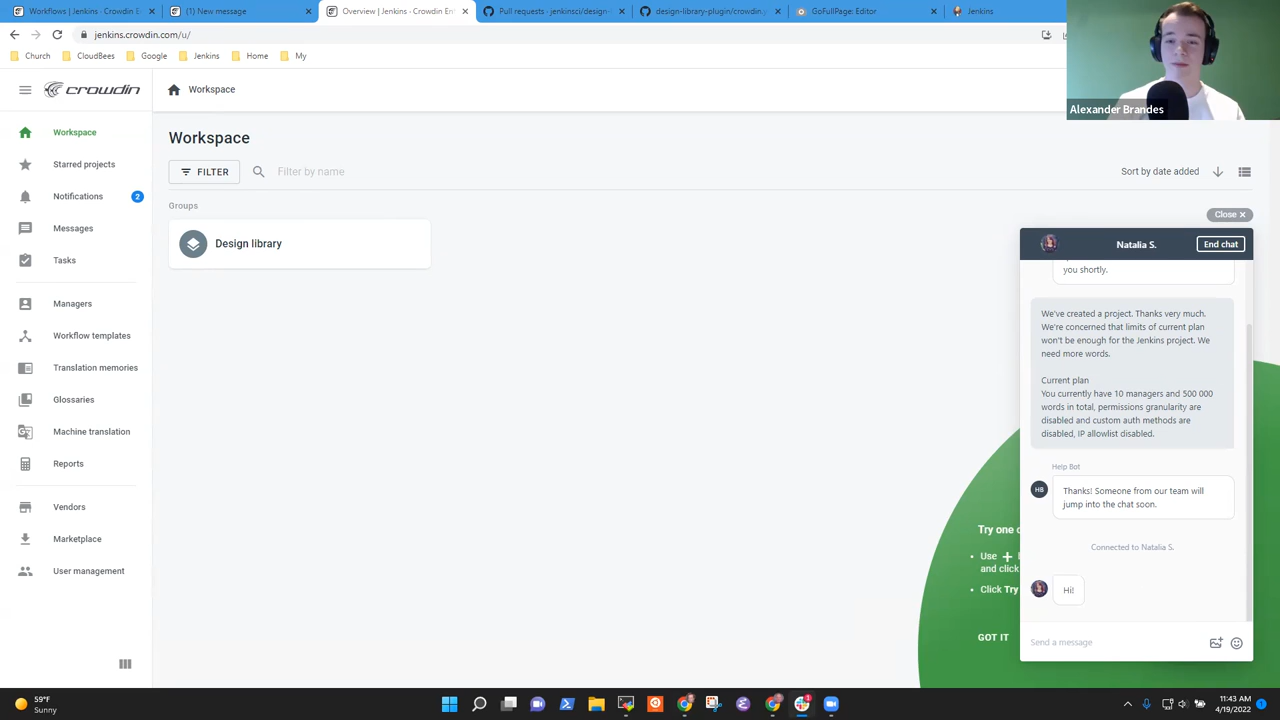 Workflows | Jenkins - Crowdin E
(1) New message
Overview | Jenkins - Crowdin Ent
Pull requests · jenkinsci/design-
design-library-plugin/crowdin.y
GoFullPage: Editor
Jenkins
jenkins.crowdin.com/u/
Church
CloudBees
Google
Jenkins
Home
My
Alexander Brandes
crowdin
Workspace
Workspace
Starred projects
Notifications
2
Messages
Tasks
Managers
Workflow templates
Translation memories
Glossaries
Machine translation
Reports
Vendors
Marketplace
User management
Workspace
FILTER
Filter by name
Sort by date added
Groups
Design library
Close ×
Natalia S.
End chat
you shortly.
We've created a project. Thanks very much.
We're concerned that limits of current plan
won't be enough for the Jenkins project. We
need more words.
Current plan
You currently have 10 managers and 500 000
words in total, permissions granularity are
disabled and custom auth methods are
disabled, IP allowlist disabled.
Help Bot
HB
Thanks! Someone from our team will
jump into the chat soon.
Connected to Natalia S.
Hi!
Send a message
Try one
• Use +
and click
• Click Try
GOT IT
59°F
Sunny
11:43 AM
4/19/2022